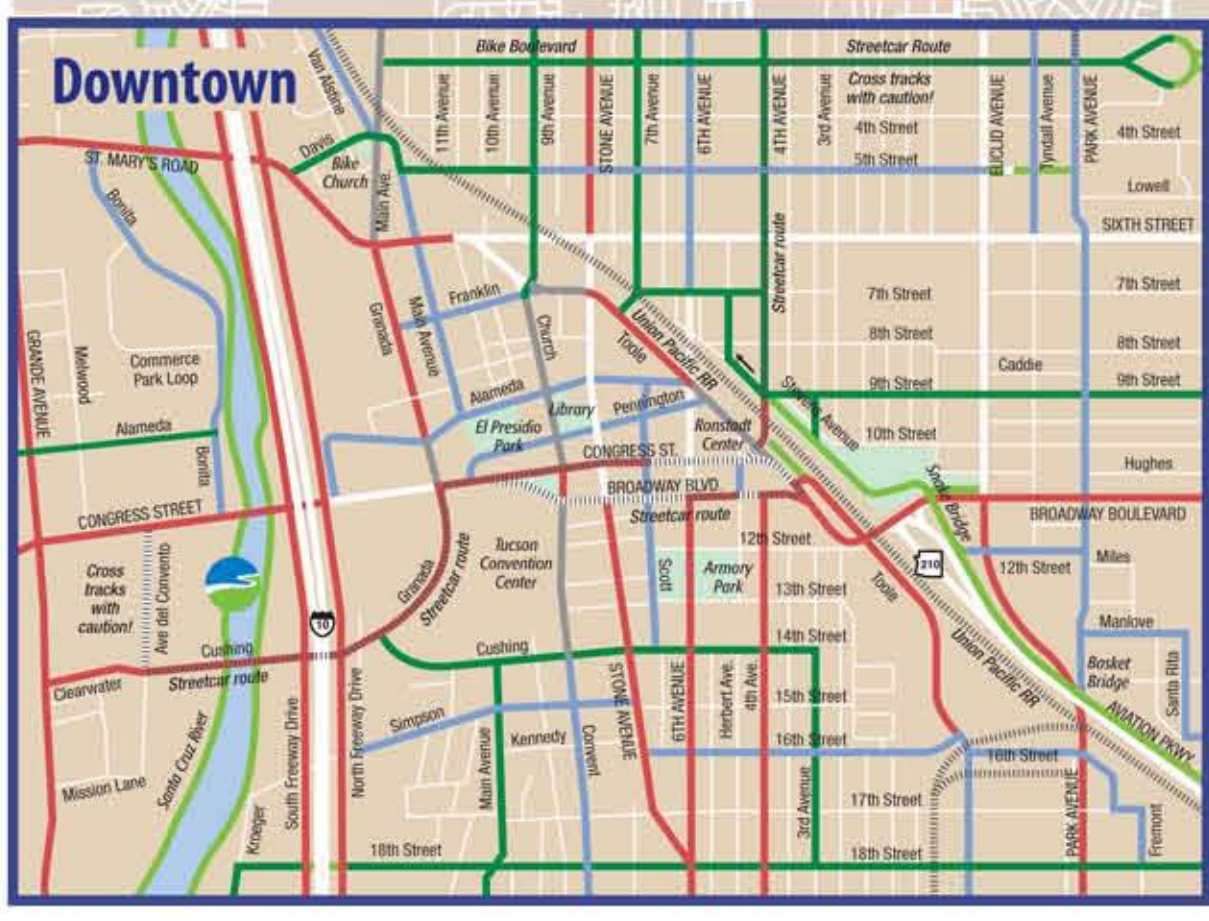 Downtown
Bike Boulevard
Streetcar Route
Van Alstine
11th Avenue
10th Avenue
9th Avenue
STONE AVENUE
7th Avenue
6TH AVENUE
4TH AVENUE
3rd Avenue
Cross tracks
with caution!
4th Street
5th Street
EUCLID AVENUE
Tyndall Avenue
PARK AVENUE
4th Street
Lowell
ST. MARY'S ROAD
Davis
Bike
Church
Main Ave.
Bonita
SIXTH STREET
Streetcar route
Granada
Main Avenue
Franklin
Church
Toole
Union Pacific RR
7th Street
7th Street
8th Street
8th Street
Caddie
9th Street
9th Street
GRANDE AVENUE
Melwood
Commerce
Park Loop
Alameda
Bonita
Alameda
Library
El Presidio
Park
Pennington
Ronstadt
Center
Stevens Avenue
10th Street
Hughes
Snake Bridge
CONGRESS ST.
BROADWAY BLVD
Streetcar route
BROADWAY BOULEVARD
CONGRESS STREET
Cross
tracks
with
caution!
Ave del Convento
Granada
Streetcar route
Tucson
Convention
Center
12th Street
Scott
Armory
Park
13th Street
Toole
210
12th Street
Miles
10
Cushing
Streetcar route
Clearwater
Cushing
14th Street
Manlove
Union Pacific RR
Basket
Bridge
Santa Rita
AVIATION PKWY
Santa Cruz River
South Freeway Drive
North Freeway Drive
Simpson
Main Avenue
Kennedy
Convent
STONE AVENUE
6TH AVENUE
Herbert Ave.
4th Ave.
15th Street
16th Street
16th Street
Mission Lane
Kroeger
3rd Avenue
17th Street
PARK AVENUE
Fremont
18th Street
18th Street